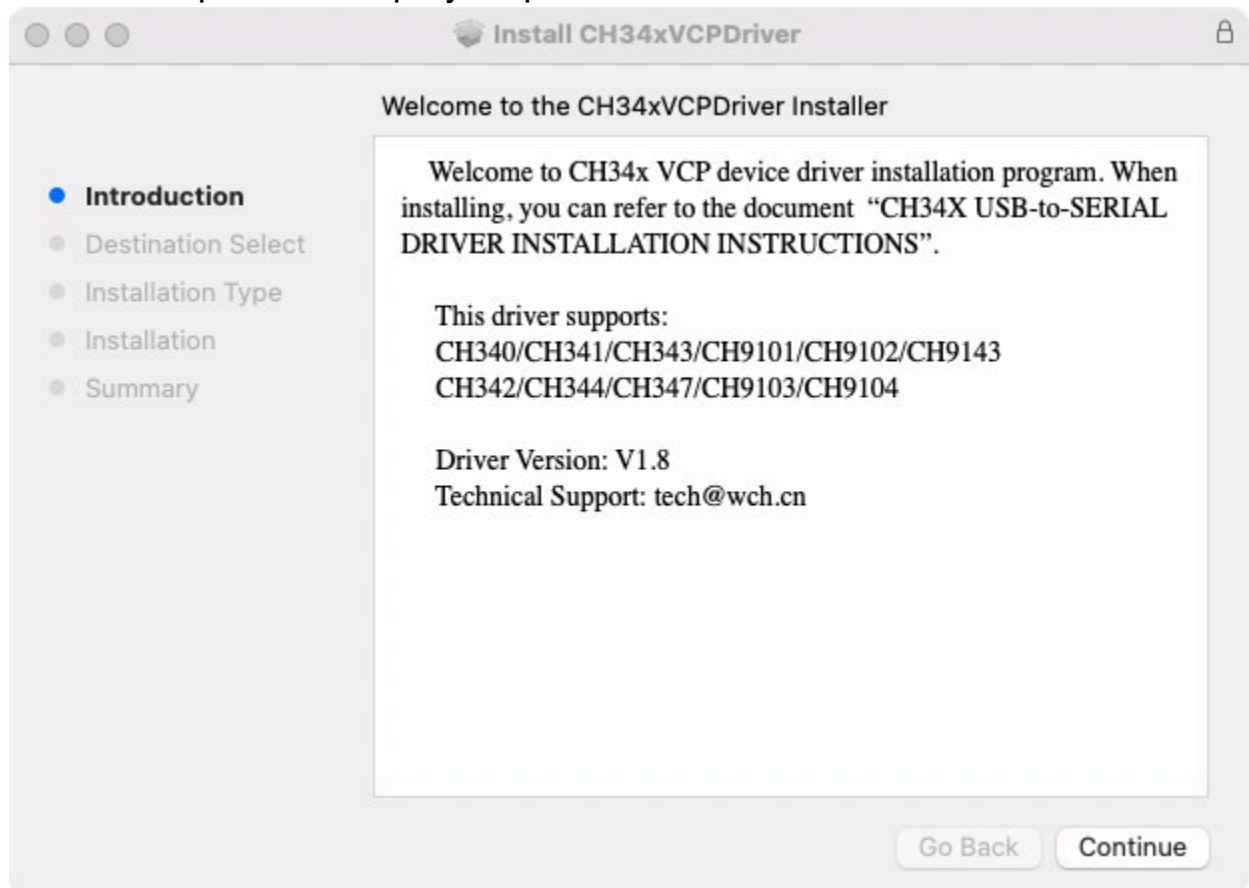 Install CH34xVCPDriver
Welcome to the CH34xVCPDriver Installer
Introduction
Destination Select
Installation Type
Installation
Summary
Welcome to CH34x VCP device driver installation program. When
installing, you can refer to the document “CH34X USB-to-SERIAL
DRIVER INSTALLATION INSTRUCTIONS”.
This driver supports:
CH340/CH341/CH343/CH9101/CH9102/CH9143
CH342/CH344/CH347/CH9103/CH9104
Driver Version: V1.8
Technical Support: tech@wch.cn
Go Back
Continue